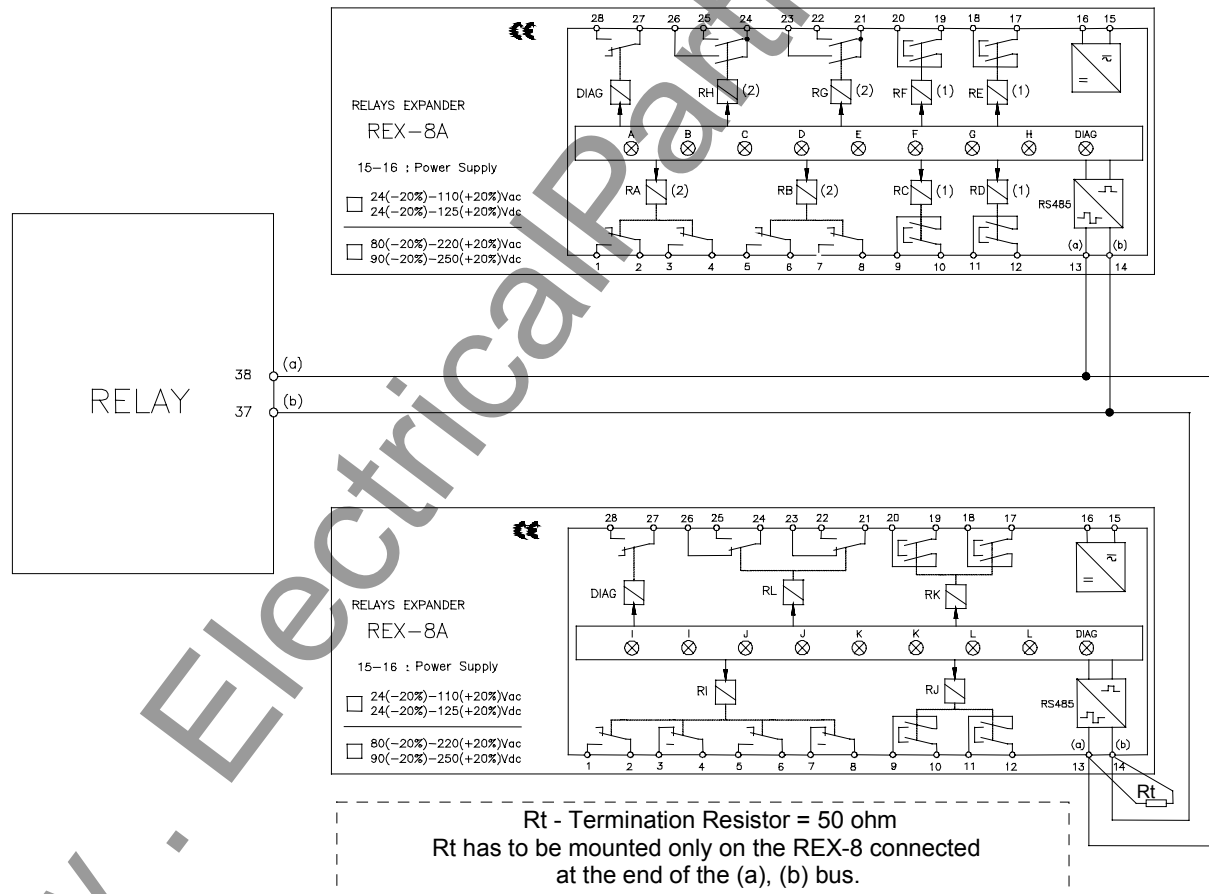 28 27 26 25 24 23 22 21 20 19 18 17 16 15
CE
DIAG RH (2) RG (2) RF (1) RE (1)
RELAYS EXPANDER
REX-8A
A B C D E F G H DIAG
15-16 : Power Supply
24(-20%)-110(+20%)Vac
24(-20%)-125(+20%)Vdc
80(-20%)-220(+20%)Vac
90(-20%)-250(+20%)Vdc
RA (2) RB (2) RC (1) RD (1) RS485
(a) (b)
1 2 3 4 5 6 7 8 9 10 11 12 13 14
RELAY
38 (a)
37 (b)
28 27 26 25 24 23 22 21 20 19 18 17 16 15
CE
DIAG RL RK
RELAYS EXPANDER
REX-8A
I I J J K K L L DIAG
15-16 : Power Supply
24(-20%)-110(+20%)Vac
24(-20%)-125(+20%)Vdc
80(-20%)-220(+20%)Vac
90(-20%)-250(+20%)Vdc
RI RJ RS485
(a) (b)
1 2 3 4 5 6 7 8 9 10 11 12 13 14
Rt
Rt - Termination Resistor = 50 ohm
Rt has to be mounted only on the REX-8 connected
at the end of the (a), (b) bus.
. ElectricalParti